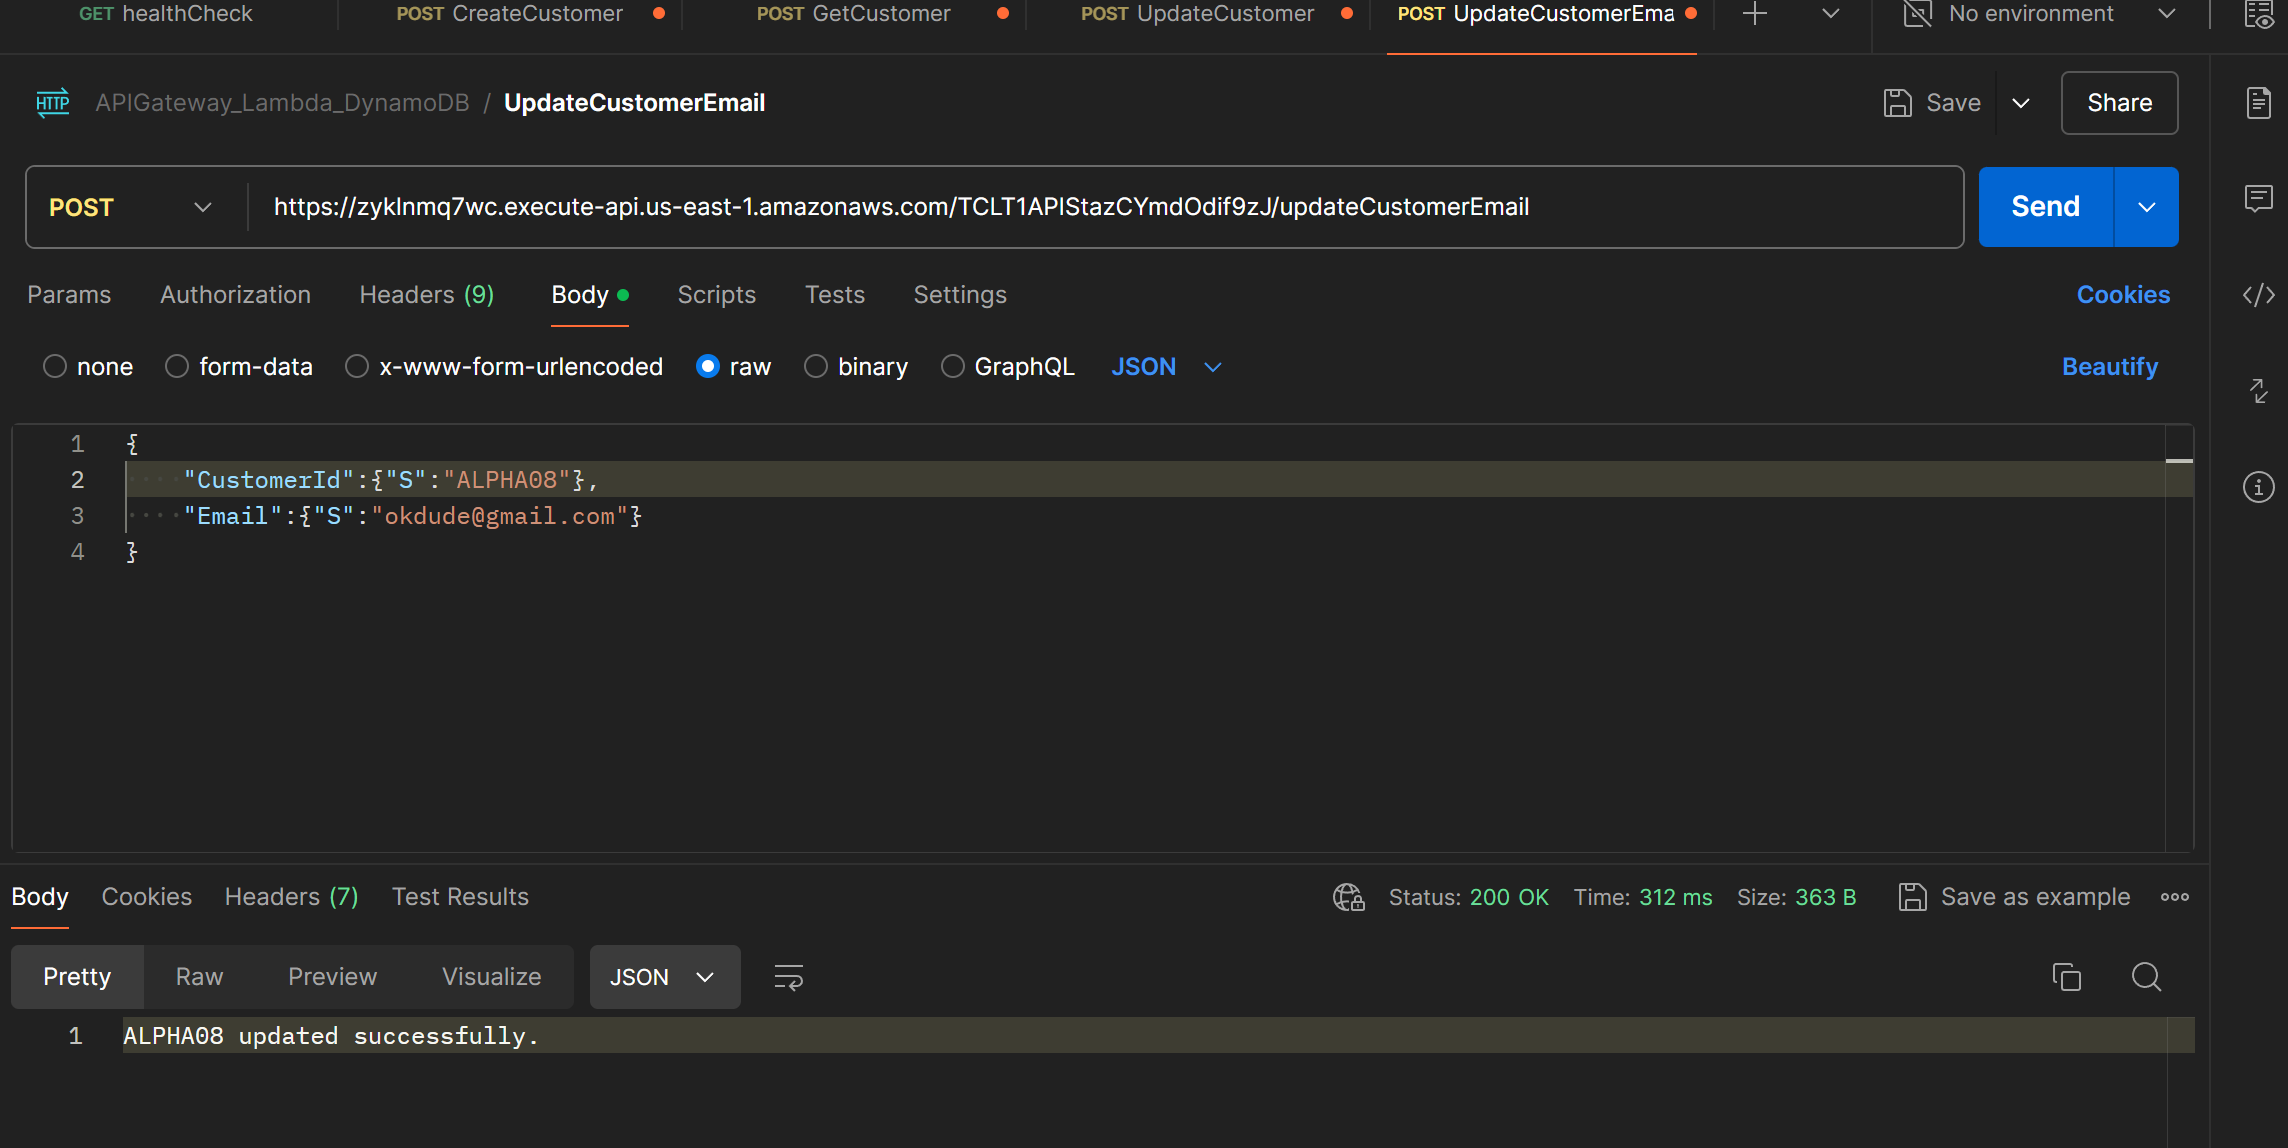 GET healthCheck POST CreateCustomer POST GetCustomer POST UpdateCustomer POST UpdateCustomerEma No environment
HTTP APIGateway_Lambda_DynamoDB / UpdateCustomerEmail Save Share
POST https://zyklnmq7wc.execute-api.us-east-1.amazonaws.com/TCLT1APIStazCYmdOdif9zJ/updateCustomerEmail Send
Params Authorization Headers (9) Body Scripts Tests Settings Cookies
none form-data x-www-form-urlencoded raw binary GraphQL JSON Beautify
1 {
2 "CustomerId":{"S":"ALPHA08"},
3 "Email":{"S":"okdude@gmail.com"}
4 }
Body Cookies Headers (7) Test Results Status: 200 OK Time: 312 ms Size: 363 B Save as example
Pretty Raw Preview Visualize JSON
1 ALPHA08 updated successfully.